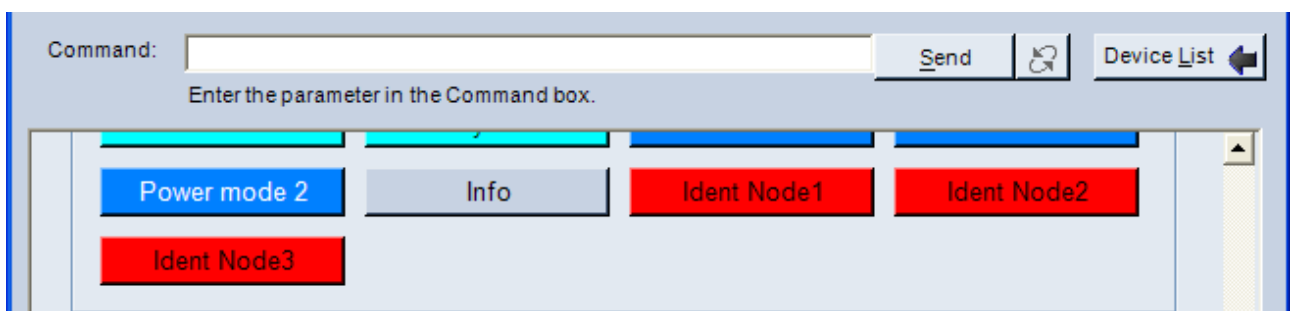 Command: Send Device List
Enter the parameter in the Command box.
Power mode 2 Info Ident Node1 Ident Node2
Ident Node3